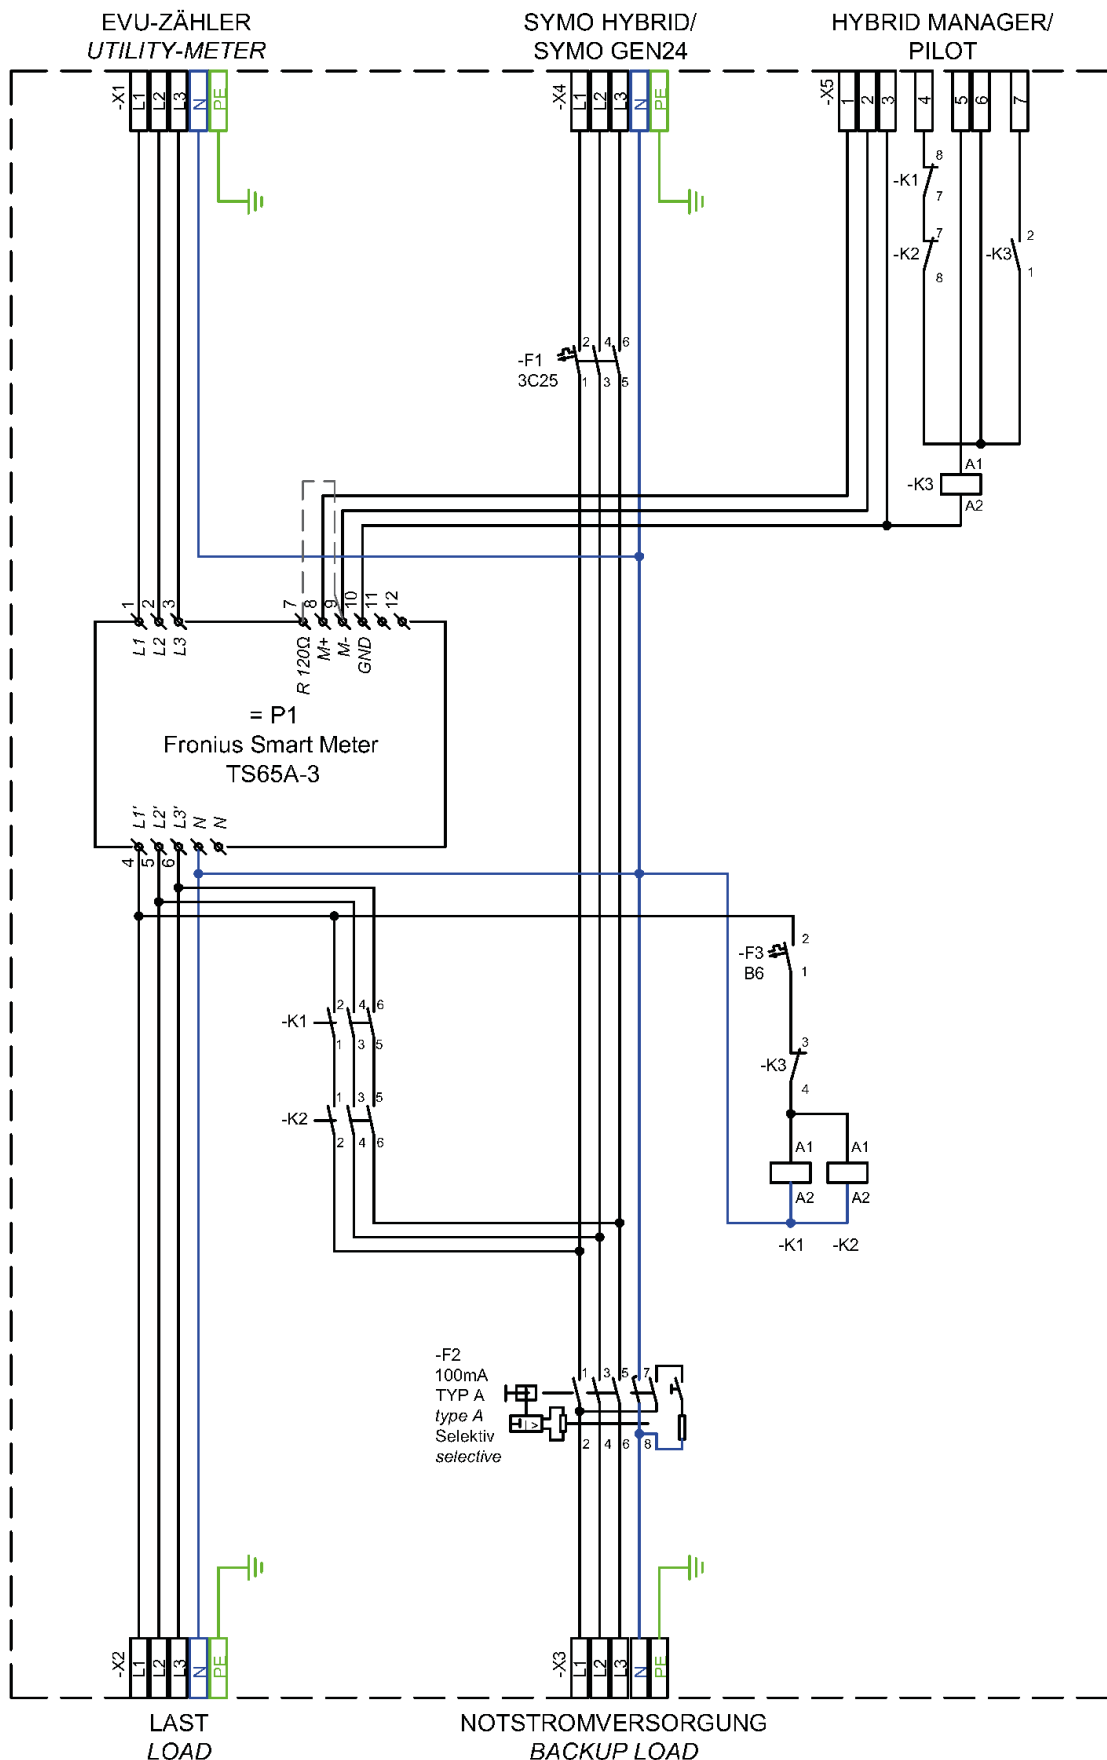 EVU-ZÄHLER
UTILITY-METER
SYMO HYBRID/
SYMO GEN24
HYBRID MANAGER/
PILOT
-X1
L1
L2
L3
N
PE
-X4
L1
L2
L3
N
PE
-X5
1
2
3
4
5
6
7
-K1
8
7
-K2
7
8
-K3
2
1
-F1
3C25
2
4
6
1
3
5
-K3
A1
A2
1
2
3
7
8
9
10
11
12
L1
L2
L3
R 120Ω
M+
M-
GND
= P1
Fronius Smart Meter
TS65A-3
L1'
L2'
L3'
N
N
4
5
6
-F3
B6
2
1
-K1
2
4
6
1
3
5
-K3
3
4
-K2
1
3
5
2
4
6
A1
A1
A2
A2
-K1
-K2
-F2
100mA
TYP A
type A
Selektiv
selective
1
3
5
7
I>
2
4
6
8
-X2
L1
L2
L3
N
PE
-X3
L1
L2
L3
N
PE
LAST
LOAD
NOTSTROMVERSORGUNG
BACKUP LOAD